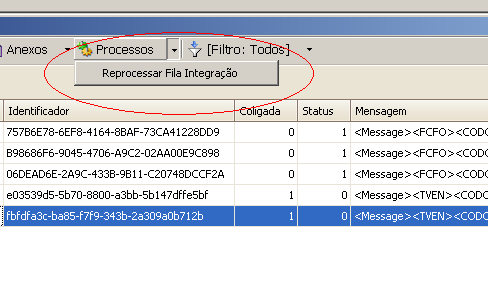 Anexos Processos [Filtro: Todos]
Reprocessar Fila Integração
Identificador Coligada Status Mensagem
757B6E78-6EF8-4164-8BAF-73CA41228DD9 0 1 <Message><FCFO><CODC
B98686F6-9045-4706-A9C2-02AA00E9C898 0 1 <Message><FCFO><CODC
06DEAD6E-2A9C-433B-9B11-C20748DCCF2A 0 1 <Message><FCFO><CODC
e03539d5-5b70-8800-a3bb-5b147dffe5bf 1 0 <Message><TVEN><CODC
fbfdfa3c-ba85-f7f9-343b-2a309a0b712b 1 0 <Message><TVEN><CODC